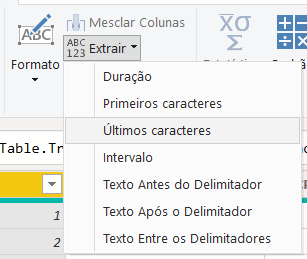 ABC
Formato
Mesclar Colunas
ABC
123
Extrair
XΣ
σ
Duração
Primeiros caracteres
Últimos caracteres
Intervalo
Texto Antes do Delimitador
Texto Após o Delimitador
Texto Entre os Delimitadores
Table.Tr
1
2